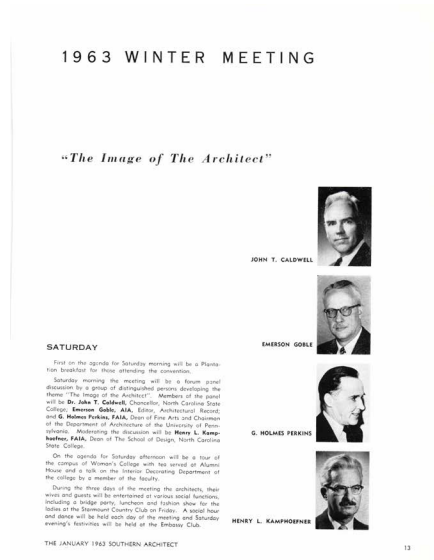 1963 WINTER MEETING
“The Image of The Architect”
JOHN T. CALDWELL
EMERSON GOBLE
SATURDAY
First on the agenda for Saturday morning will be a Planta-
tion breakfast for those attending the convention.
Saturday morning the meeting will be a forum panel
discussion by a group of distinguished persons developing the
theme "The Image of the Architect". Members of the panel
will be Dr. John T. Caldwell, Chancellor, North Carolina State
College; Emerson Goble, AIA, Editor, Architectural Record;
and G. Holmes Perkins, FAIA, Dean of Fine Arts and Chairman
of the Department of Architecture of the University of Penn-
sylvania. Moderating the discussion will be Henry L. Kamp-
hoefner, FAIA, Dean of The School of Design, North Carolina
State College.
G. HOLMES PERKINS
On the agenda for Saturday afternoon will be a tour of
the campus of Woman's College with tea served at Alumni
House and a talk on the Interior Decorating Department of
the college by a member of the faculty.
During the three days of the meeting the architects, their
wives and guests will be entertained at various social functions,
including a bridge party, luncheon and fashion show for the
ladies at the Starmount Country Club on Friday. A social hour
and dance will be held each day of the meeting and Saturday
evening's festivities will be held at the Embassy Club.
HENRY L. KAMPHOEFNER
THE JANUARY 1963 SOUTHERN ARCHITECT
13